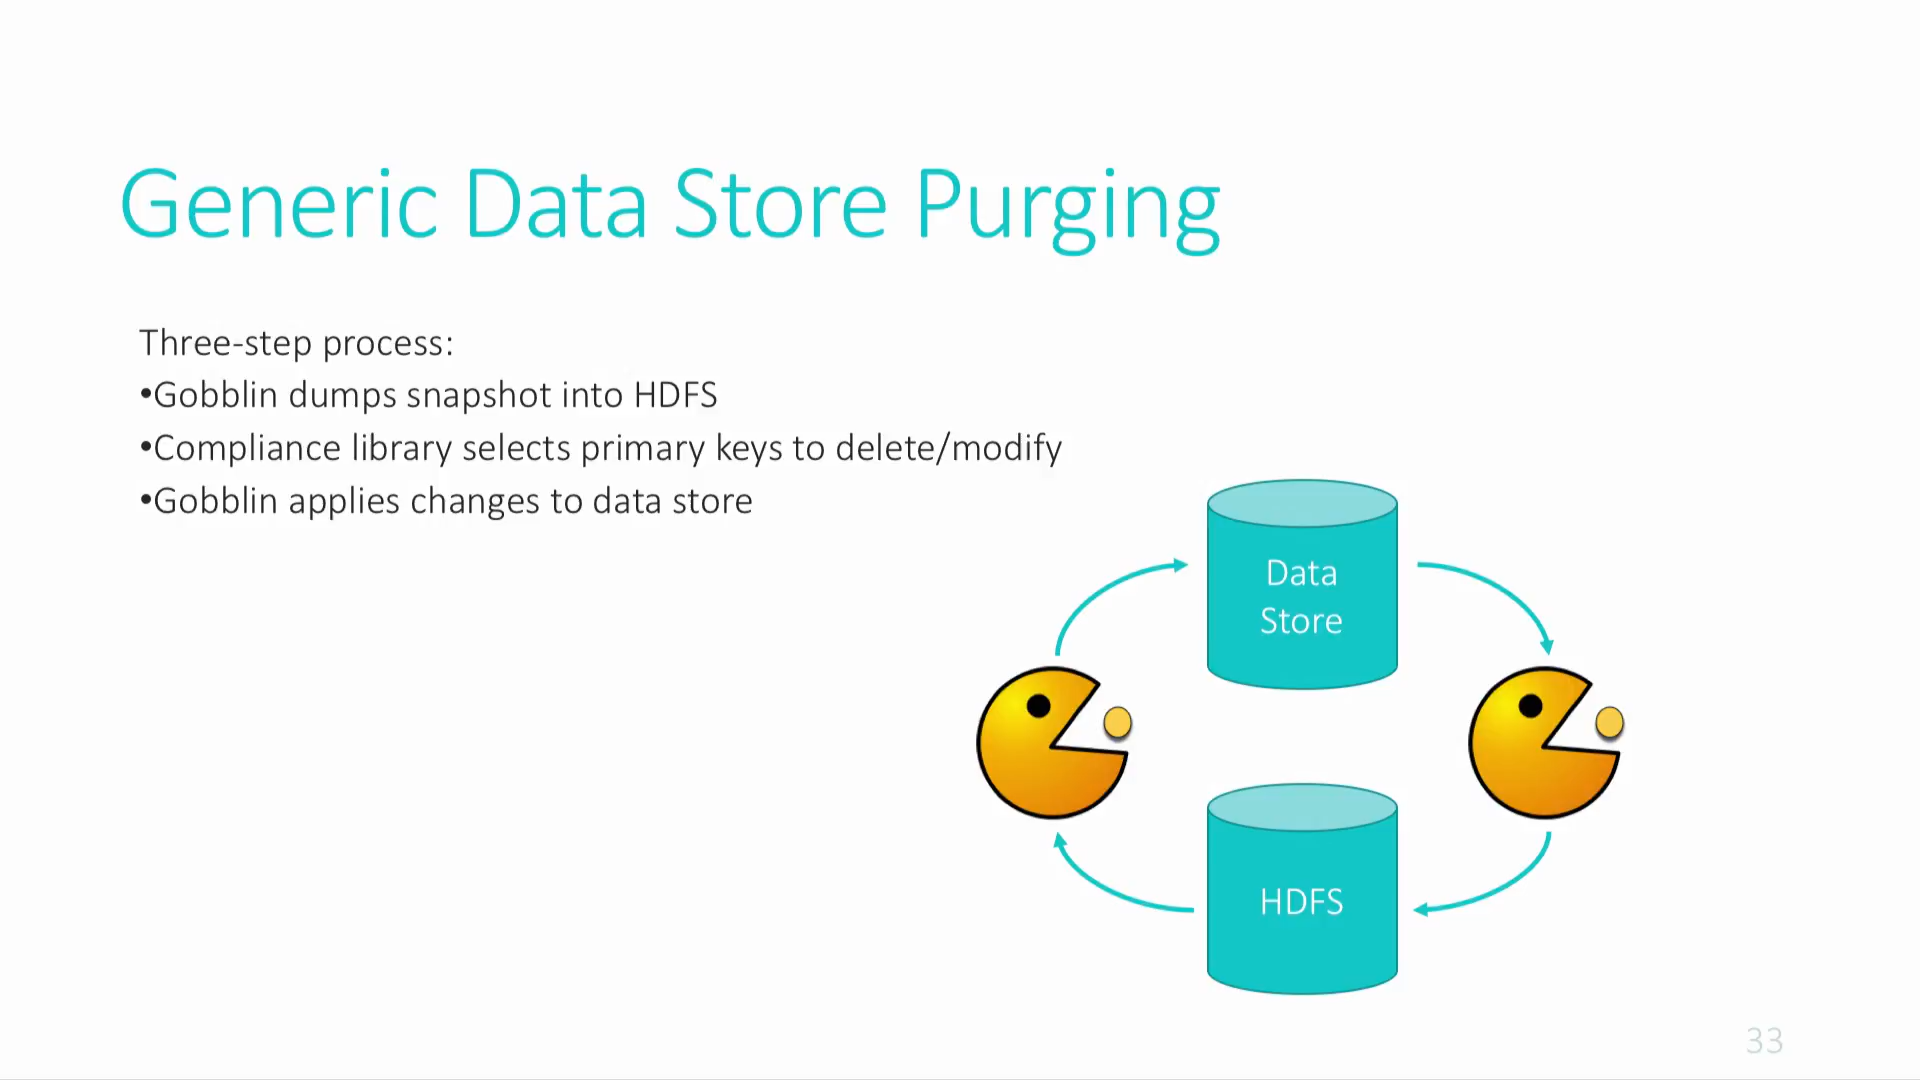 Generic Data Store Purging
Three-step process:
•Gobblin dumps snapshot into HDFS
•Compliance library selects primary keys to delete/modify
•Gobblin applies changes to data store
Data
Store
HDFS
33